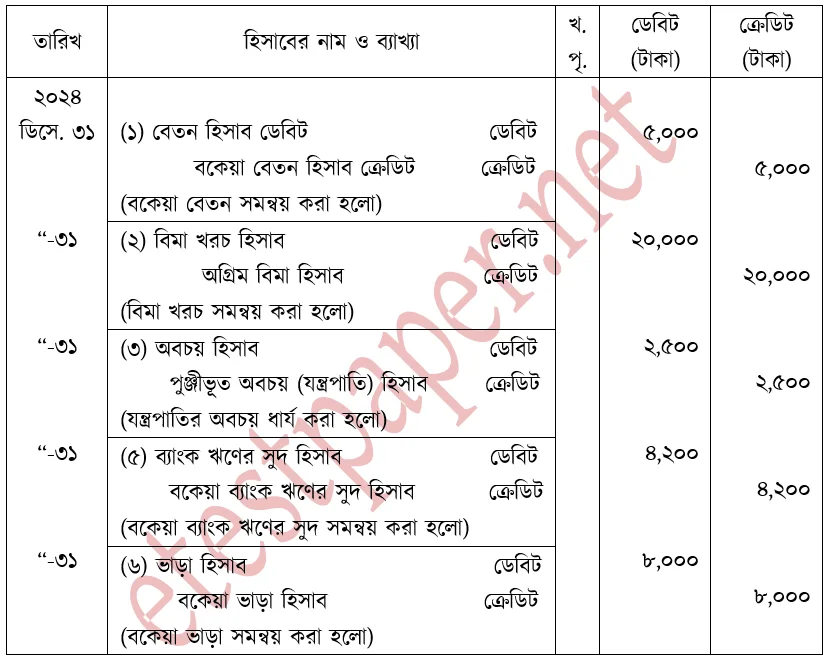 তারিখ হিসাবের নাম ও ব্যাখ্যা খ. পৃ. ডেবিট (টাকা) ক্রেডিট (টাকা)
২০২৪
ডিসে. ৩১ (১) বেতন হিসাব ডেবিট ডেবিট ৫,০০০
বকেয়া বেতন হিসাব ক্রেডিট ক্রেডিট ৫,০০০
(বকেয়া বেতন সমন্বয় করা হলো)
“-৩১ (২) বিমা খরচ হিসাব ডেবিট ২০,০০০
অগ্রিম বিমা হিসাব ক্রেডিট ২০,০০০
(বিমা খরচ সমন্বয় করা হলো)
“-৩১ (৩) অবচয় হিসাব ডেবিট ২,৫০০
পুঞ্জীভূত অবচয় (যন্ত্রপাতি) হিসাব ক্রেডিট ২,৫০০
(যন্ত্রপাতির অবচয় ধার্য করা হলো)
“-৩১ (৫) ব্যাংক ঋণের সুদ হিসাব ডেবিট ৪,২০০
বকেয়া ব্যাংক ঋণের সুদ হিসাব ক্রেডিট ৪,২০০
(বকেয়া ব্যাংক ঋণের সুদ সমন্বয় করা হলো)
“-৩১ (৬) ভাড়া হিসাব ডেবিট ৮,০০০
বকেয়া ভাড়া হিসাব ক্রেডিট ৮,০০০
(বকেয়া ভাড়া সমন্বয় করা হলো)
etestpaper.net